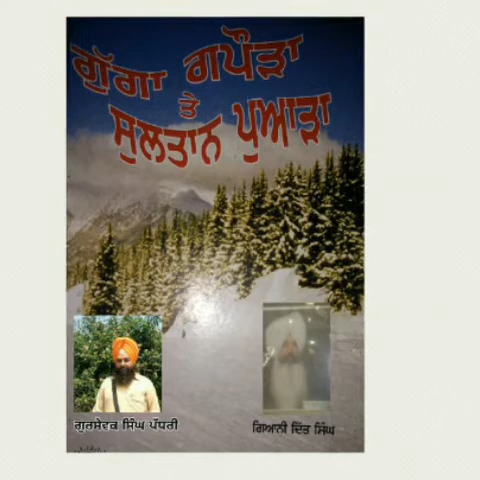 ਗੁੱਗਾ ਗਪੌੜਾ
ਤੇ
ਸੁਲਤਾਨ ਪੁਆੜਾ
ਗੁਰਸੇਵਕ ਸਿੰਘ ਪੱਧਰੀ
ਗਿਆਨੀ ਦਿੱਤ ਸਿੰਘ